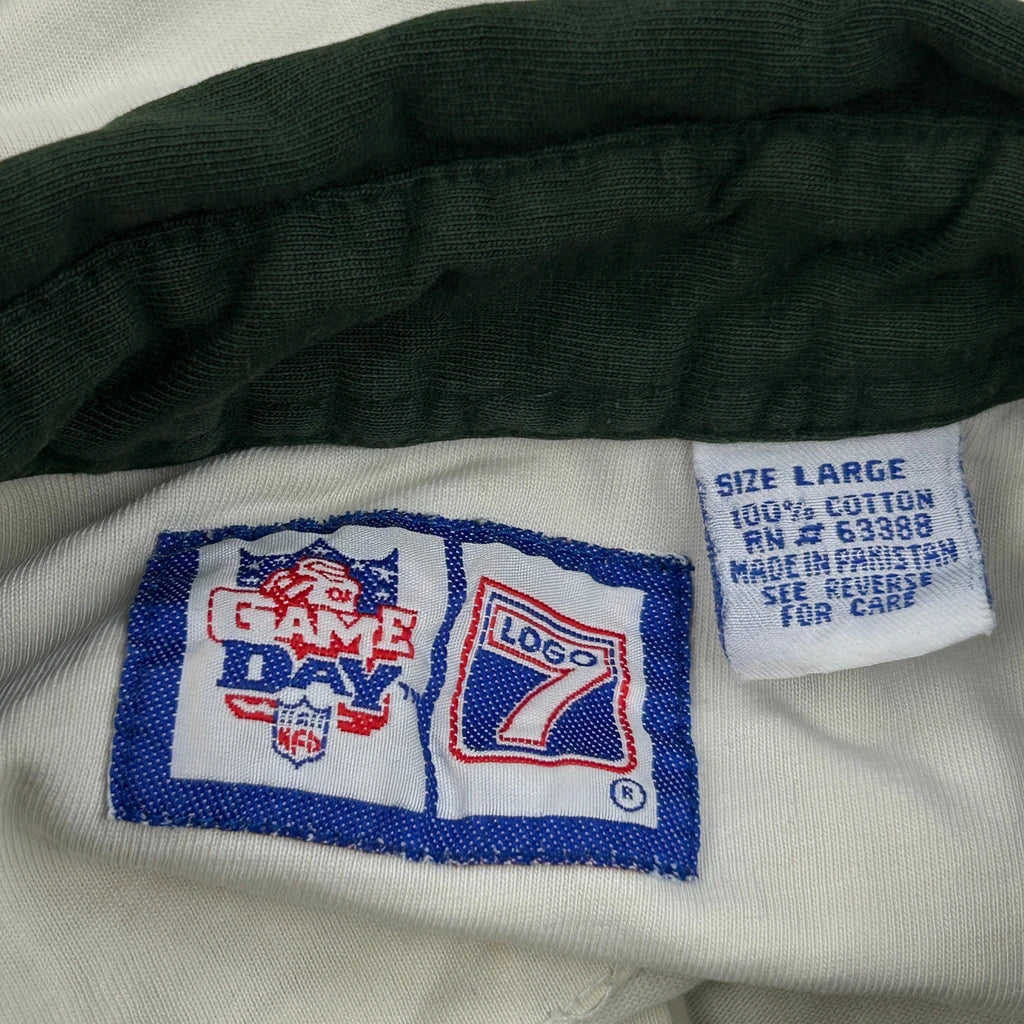 GAME
DAY
NFL
LOGO
7
®
SIZE LARGE
100% COTTON
RN # 63388
MADE IN PAKISTAN
SEE REVERSE
FOR CARE